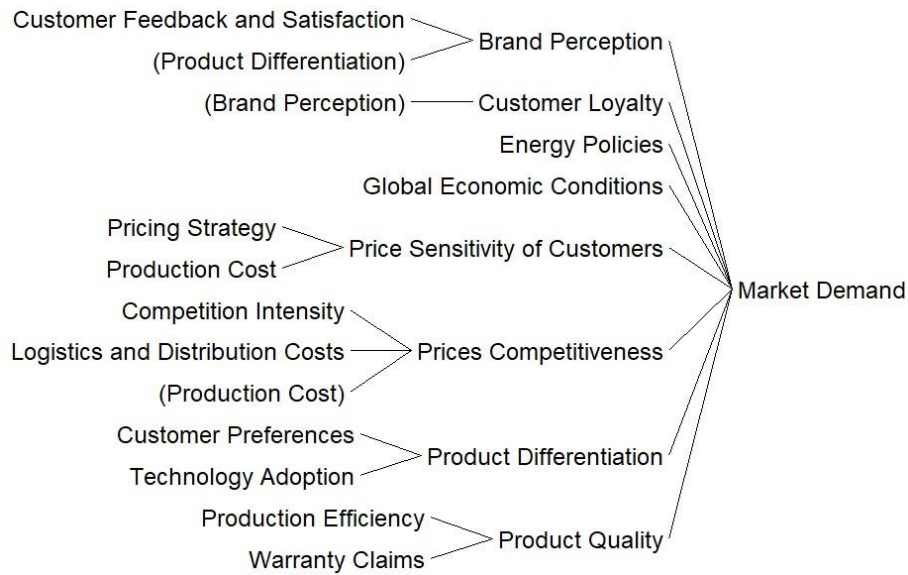 Customer Feedback and Satisfaction
(Product Differentiation)
Brand Perception
(Brand Perception)
Customer Loyalty
Energy Policies
Global Economic Conditions
Pricing Strategy
Production Cost
Price Sensitivity of Customers
Competition Intensity
Logistics and Distribution Costs
(Production Cost)
Prices Competitiveness
Customer Preferences
Technology Adoption
Product Differentiation
Production Efficiency
Warranty Claims
Product Quality
Market Demand